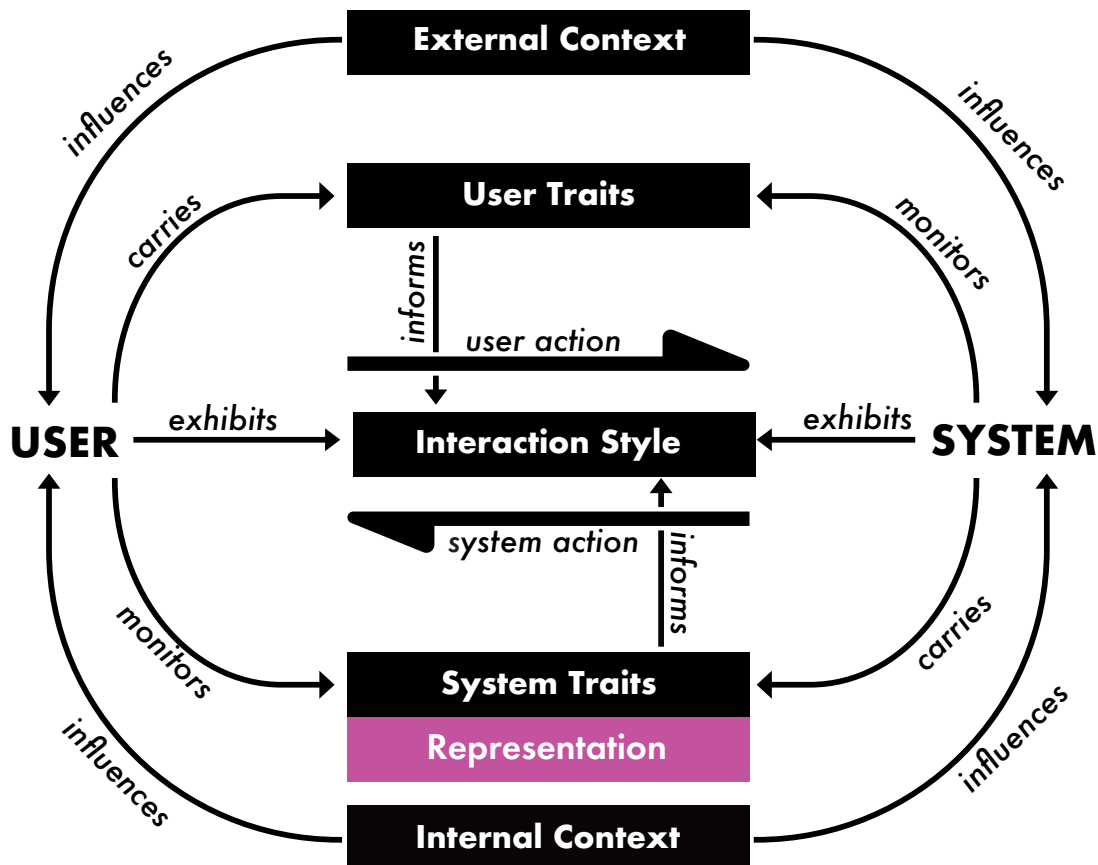 External Context
influences
influences
User Traits
carries
monitors
informs
user action
USER
exhibits
Interaction Style
exhibits
SYSTEM
system action
informs
monitors
carries
System Traits
Representation
influences
influences
Internal Context